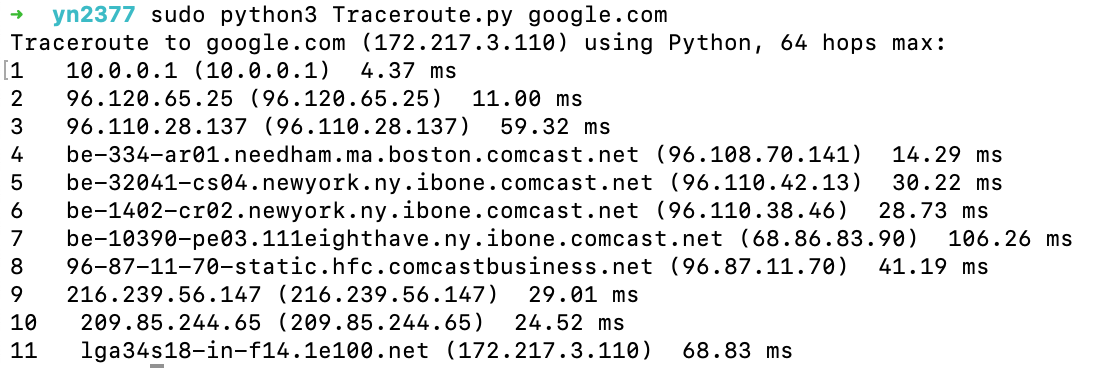 ➜ yn2377 sudo python3 Traceroute.py google.com
Traceroute to google.com (172.217.3.110) using Python, 64 hops max:
1   10.0.0.1 (10.0.0.1)  4.37 ms
2   96.120.65.25 (96.120.65.25)  11.00 ms
3   96.110.28.137 (96.110.28.137)  59.32 ms
4   be-334-ar01.needham.ma.boston.comcast.net (96.108.70.141)  14.29 ms
5   be-32041-cs04.newyork.ny.ibone.comcast.net (96.110.42.13)  30.22 ms
6   be-1402-cr02.newyork.ny.ibone.comcast.net (96.110.38.46)  28.73 ms
7   be-10390-pe03.111eighthave.ny.ibone.comcast.net (68.86.83.90)  106.26 ms
8   96-87-11-70-static.hfc.comcastbusiness.net (96.87.11.70)  41.19 ms
9   216.239.56.147 (216.239.56.147)  29.01 ms
10   209.85.244.65 (209.85.244.65)  24.52 ms
11   lga34s18-in-f14.1e100.net (172.217.3.110)  68.83 ms